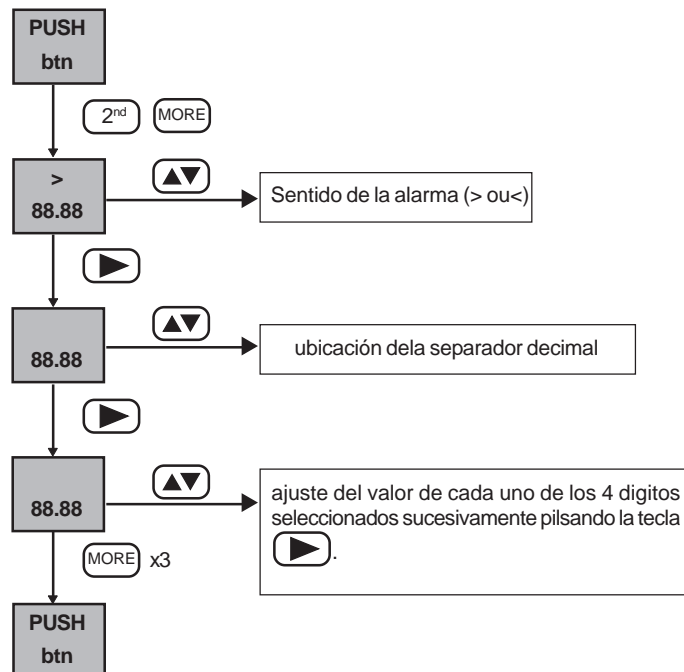 PUSH
btn
2nd MORE
>
88.88
Sentido de la alarma (> ou<)
88.88
ubicación dela separador decimal
88.88
ajuste del valor de cada uno de los 4 digitos
seleccionados sucesivamente pilsando la tecla
.
MORE x3
PUSH
btn